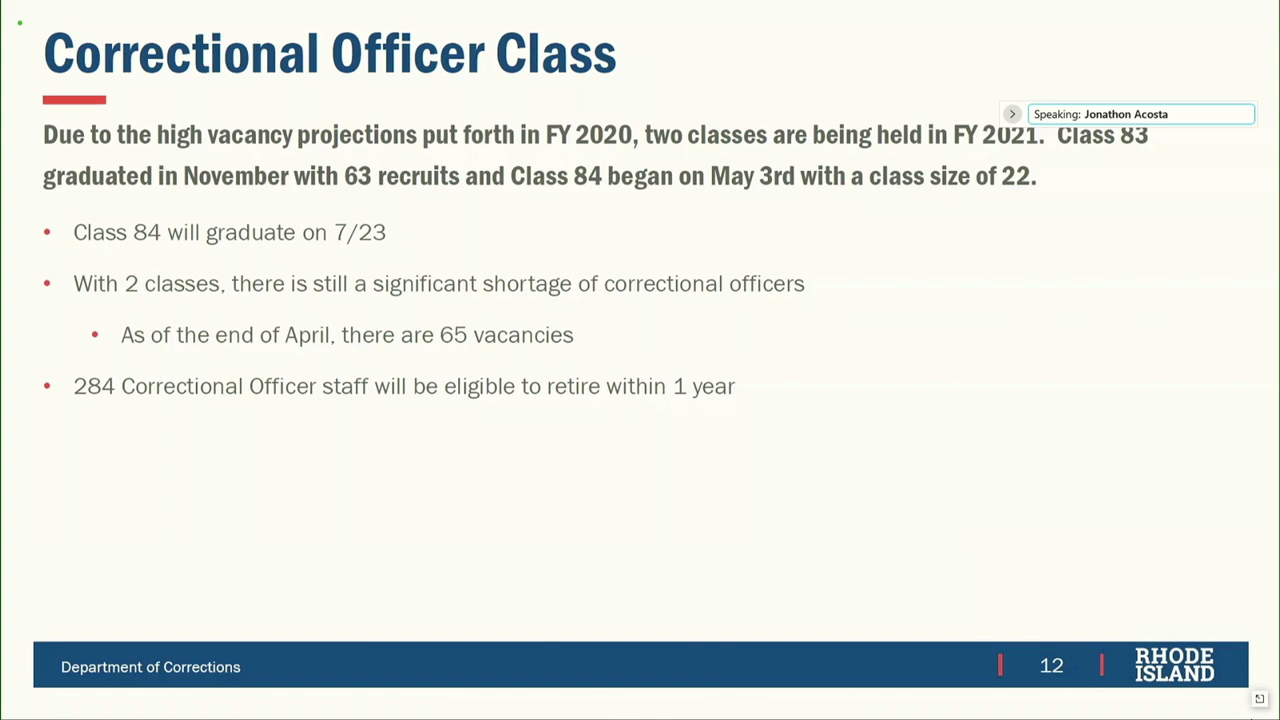 Correctional Officer Class
Speaking: Jonathon Acosta
Due to the high vacancy projections put forth in FY 2020, two classes are being held in FY 2021. Class 83
graduated in November with 63 recruits and Class 84 began on May 3rd with a class size of 22.
• Class 84 will graduate on 7/23
• With 2 classes, there is still a significant shortage of correctional officers
• As of the end of April, there are 65 vacancies
• 284 Correctional Officer staff will be eligible to retire within 1 year
Department of Corrections
12
RHODE
ISLAND